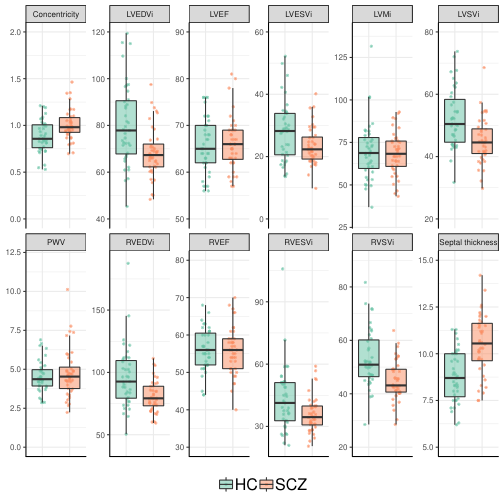 Concentricity LVEDVi LVEF LVESVi LVMi LVSVi
2.0 1.5 1.0 0.5 0.0
120 100 80 60 40
90 80 70 60 50
60 40 20 0
125 100 75 50 25
80 60 40 20
PWV RVEDVi RVEF RVESVi RVSVi Septal thickness
12.5 10.0 7.5 5.0 2.5 0.0
150 100 50
80 70 60 50 40 30
90 60 30
80 60 40 20
15.0 12.5 10.0 7.5 5.0
HC SCZ